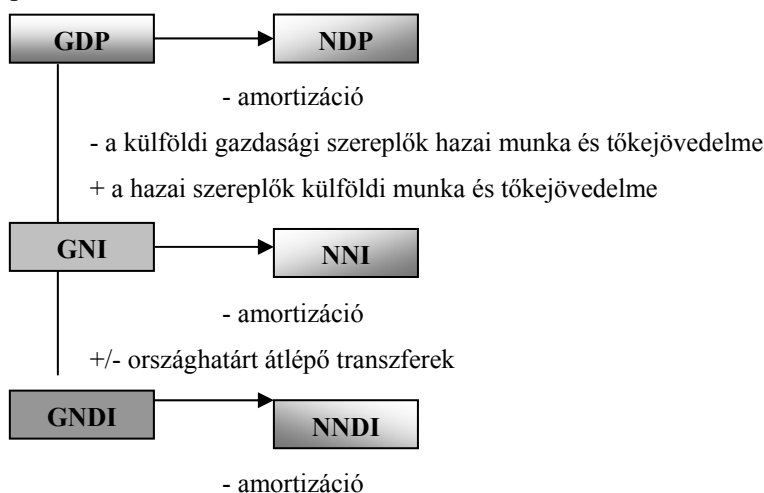 GDP NDP
- amortizáció
- a külföldi gazdasági szereplők hazai munka és tőkejövedelme
+ a hazai szereplők külföldi munka és tőkejövedelme
GNI NNI
- amortizáció
+/- országhatárt átlépő transzferek
GNDI NNDI
- amortizáció